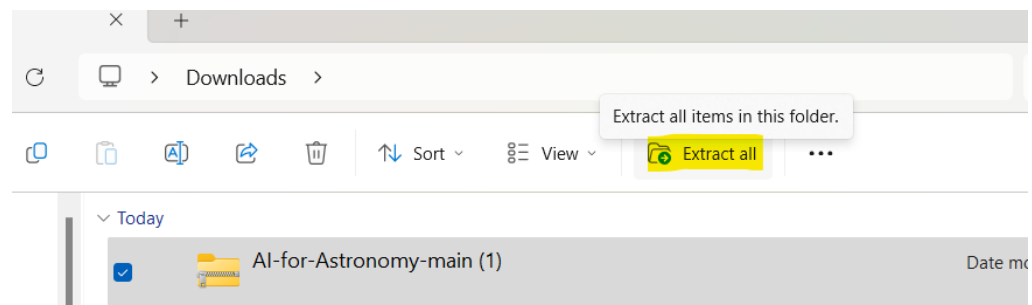 Downloads
Extract all items in this folder.
Sort
View
Extract all
Today
AI-for-Astronomy-main (1)
Date mo